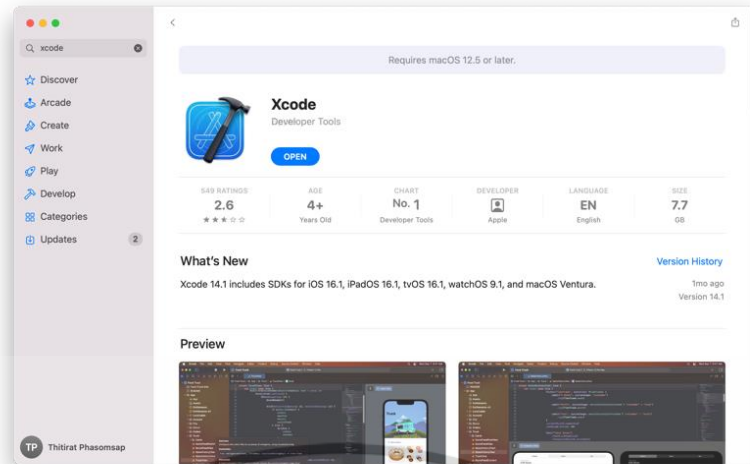 xcode
Requires macOS 12.5 or later.
Discover
Arcade
Create
Work
Play
Develop
Categories
Updates 2
Xcode
Developer Tools
OPEN
549 RATINGS AGE CHART DEVELOPER LANGUAGE SIZE
2.6 4+ No. 1 EN 7.7
Years Old Developer Tools Apple English GB
What's New Version History
Xcode 14.1 includes SDKs for iOS 16.1, iPadOS 16.1, tvOS 16.1, watchOS 9.1, and macOS Ventura. 1mo ago
Version 14.1
Preview
TP Thitirat Phasomsap